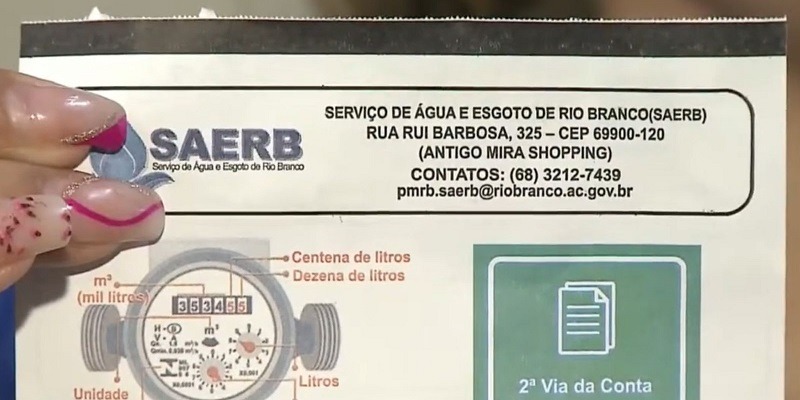 SERVIÇO DE ÁGUA E ESGOTO DE RIO BRANCO(SAERB)
RUA RUI BARBOSA, 325 – CEP 69900-120
(ANTIGO MIRA SHOPPING)
CONTATOS: (68) 3212-7439
pmrb.saerb@riobranco.ac.gov.br
SAERB
Serviço de Água e Esgoto de Rio Branco
Centena de litros
Dezena de litros
m³
(mil litros)
353455
m³
Unidade
Litros
2ª Via da Conta